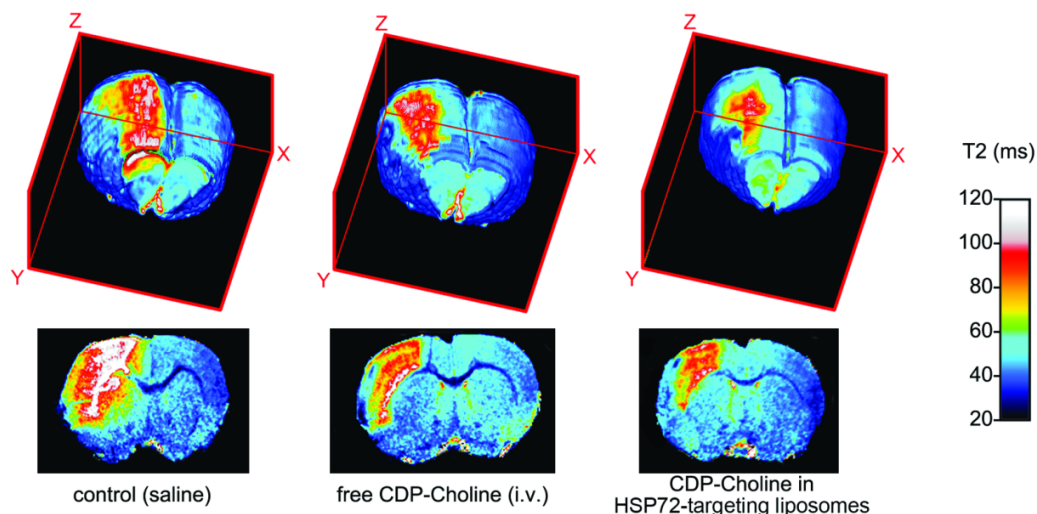 Z
X
Y
Z
X
Y
Z
X
Y
T2 (ms)
120
100
80
60
40
20
control (saline)
free CDP-Choline (i.v.)
CDP-Choline in
HSP72-targeting liposomes